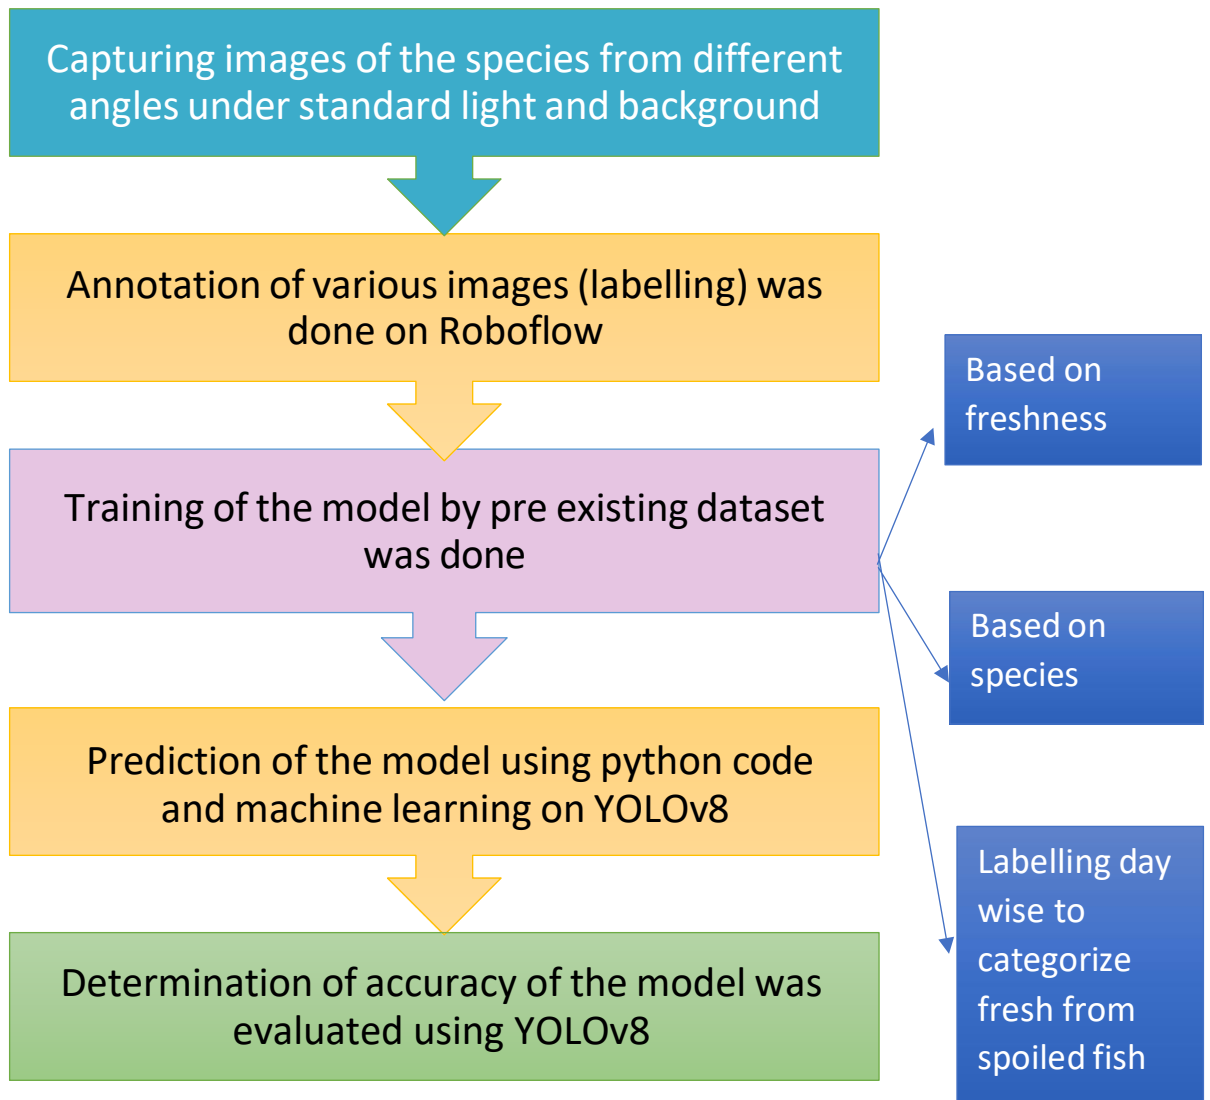 Capturing images of the species from different
angles under standard light and background
Annotation of various images (labelling) was
done on Roboflow
Training of the model by pre existing dataset
was done
Based on
freshness
Based on
species
Labelling day
wise to
categorize
fresh from
spoiled fish
Prediction of the model using python code
and machine learning on YOLOv8
Determination of accuracy of the model was
evaluated using YOLOv8